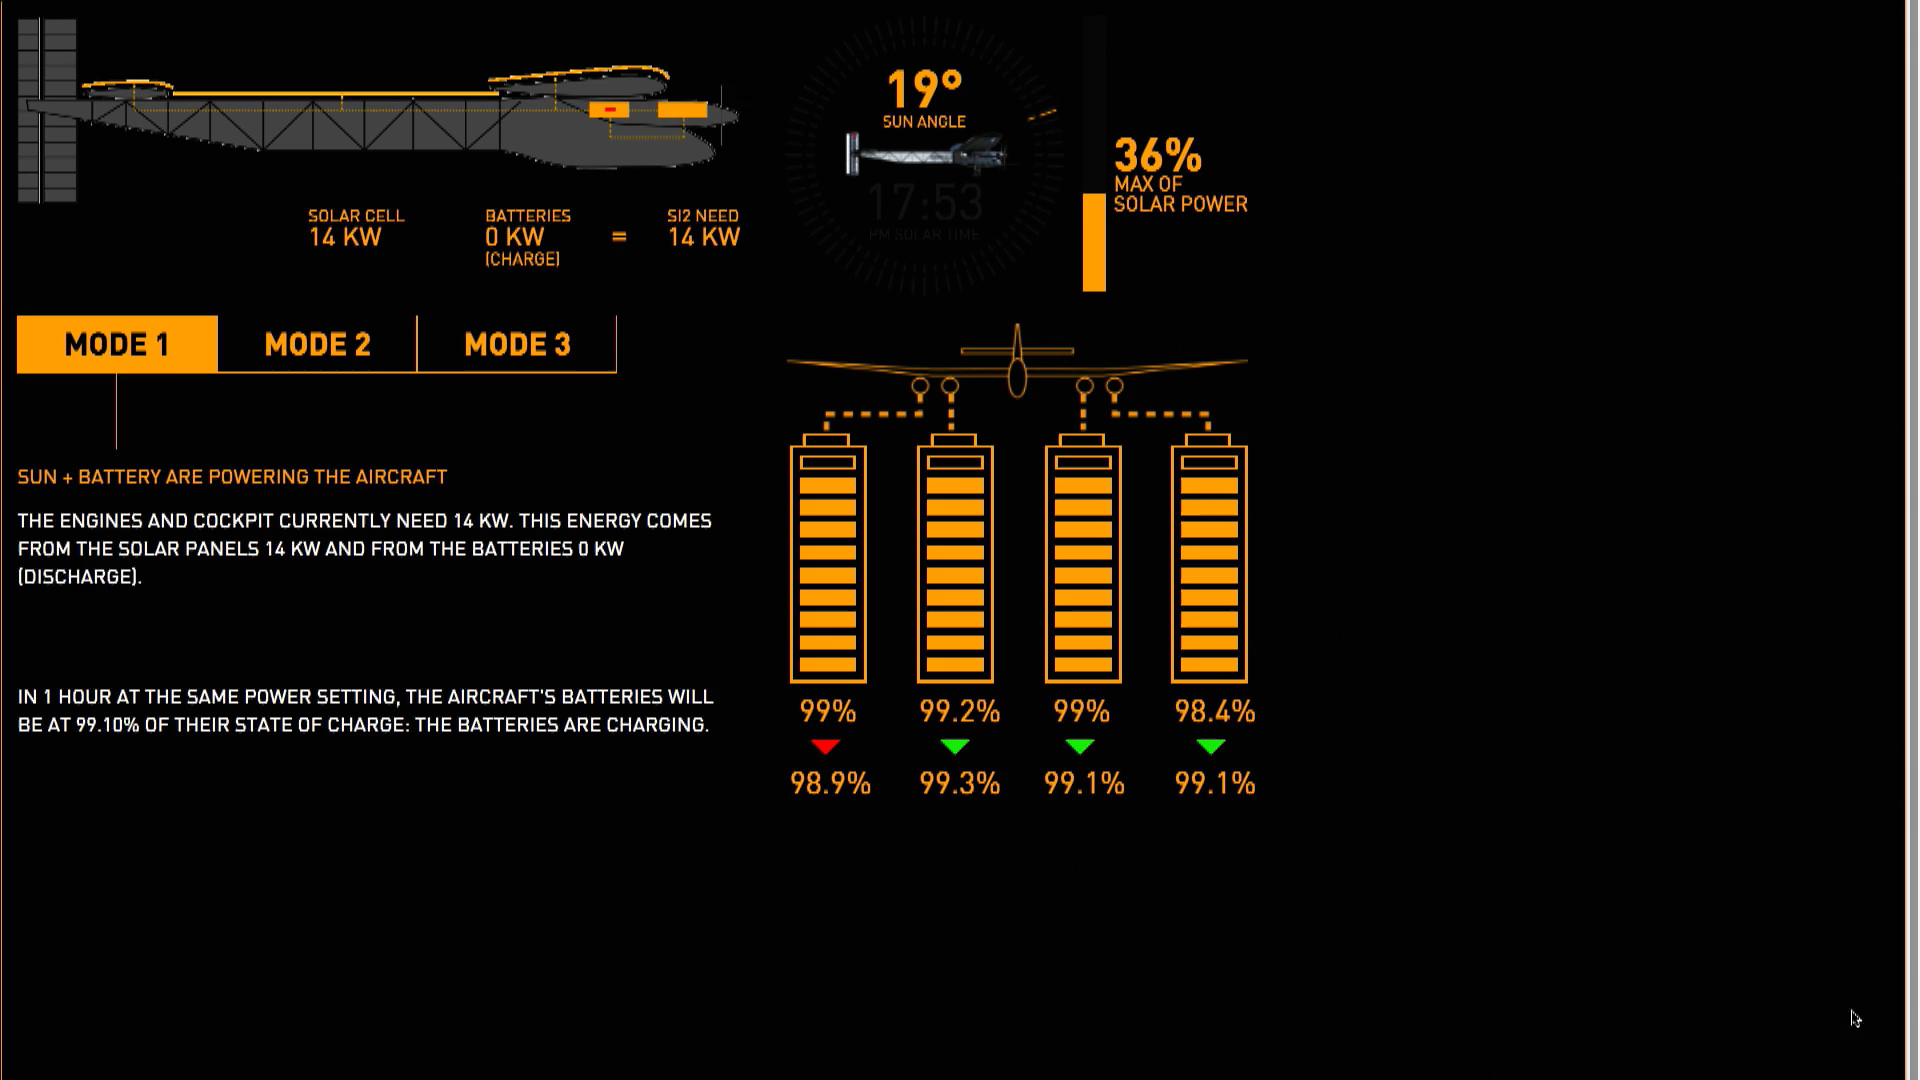 19°
SUN ANGLE
17:53
PM SOLAR TIME
36%
MAX OF
SOLAR POWER
SOLAR CELL
14 KW
BATTERIES
0 KW
(CHARGE)
=
SI2 NEED
14 KW
MODE 1
MODE 2
MODE 3
SUN + BATTERY ARE POWERING THE AIRCRAFT
THE ENGINES AND COCKPIT CURRENTLY NEED 14 KW. THIS ENERGY COMES
FROM THE SOLAR PANELS 14 KW AND FROM THE BATTERIES 0 KW
(DISCHARGE).
IN 1 HOUR AT THE SAME POWER SETTING, THE AIRCRAFT'S BATTERIES WILL
BE AT 99.10% OF THEIR STATE OF CHARGE: THE BATTERIES ARE CHARGING.
99% 99.2% 99% 98.4%
98.9% 99.3% 99.1% 99.1%